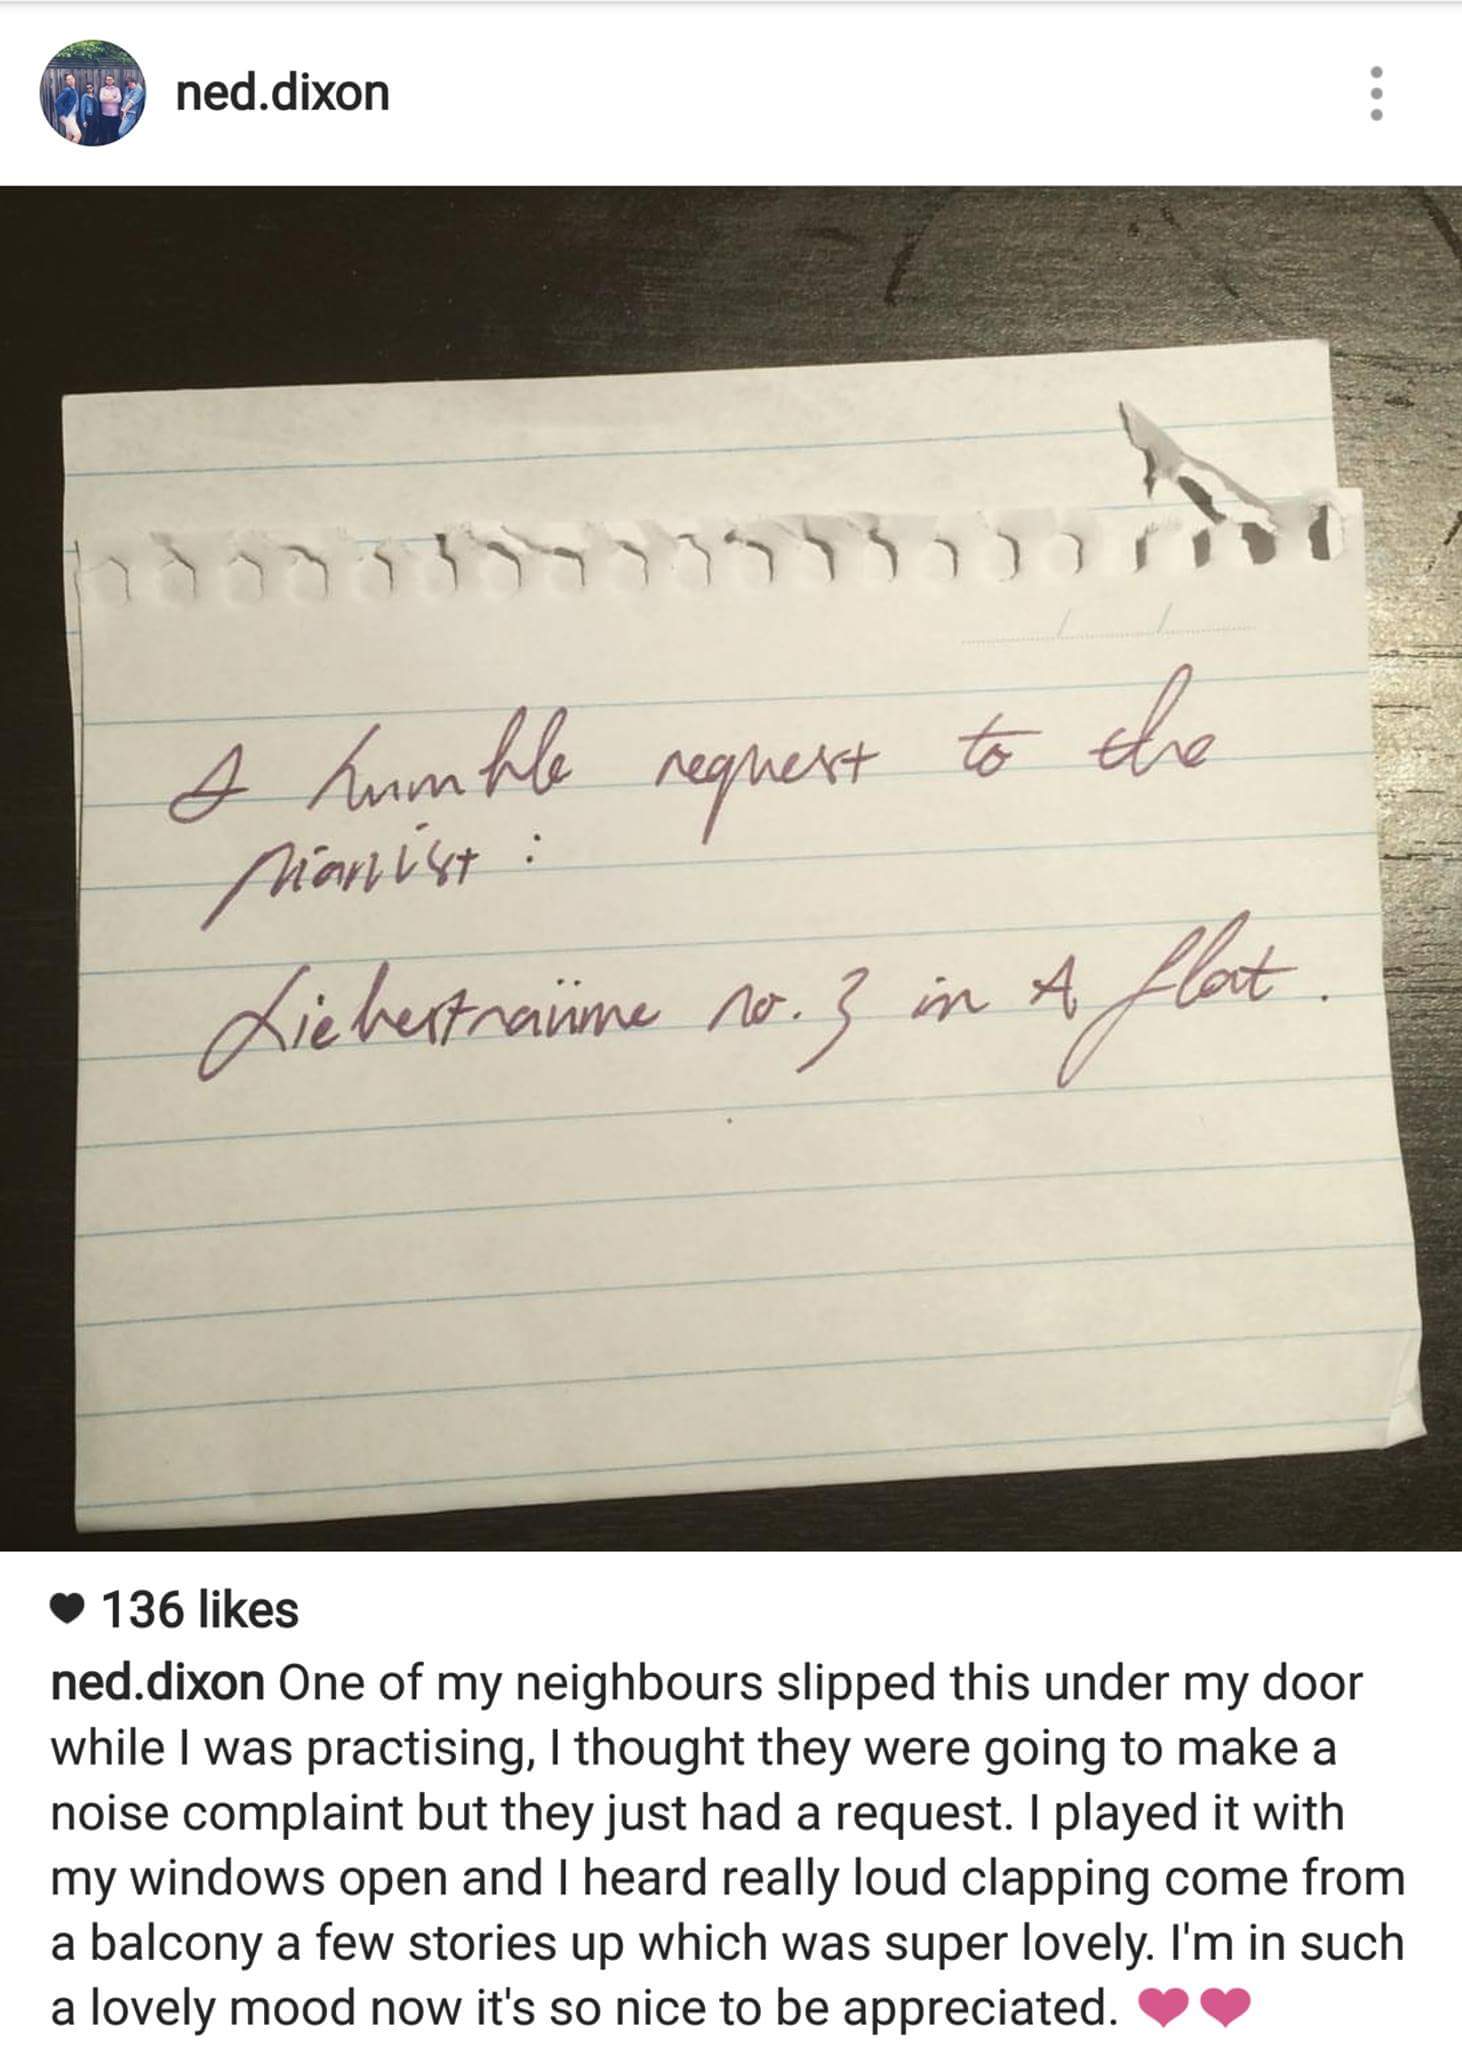 ned.dixon
A humble request to the
pianist :
Liebesträume no. 3 in A flat.
136 likes
ned.dixon One of my neighbours slipped this under my door
while I was practising, I thought they were going to make a
noise complaint but they just had a request. I played it with
my windows open and I heard really loud clapping come from
a balcony a few stories up which was super lovely. I'm in such
a lovely mood now it's so nice to be appreciated. 💕💕